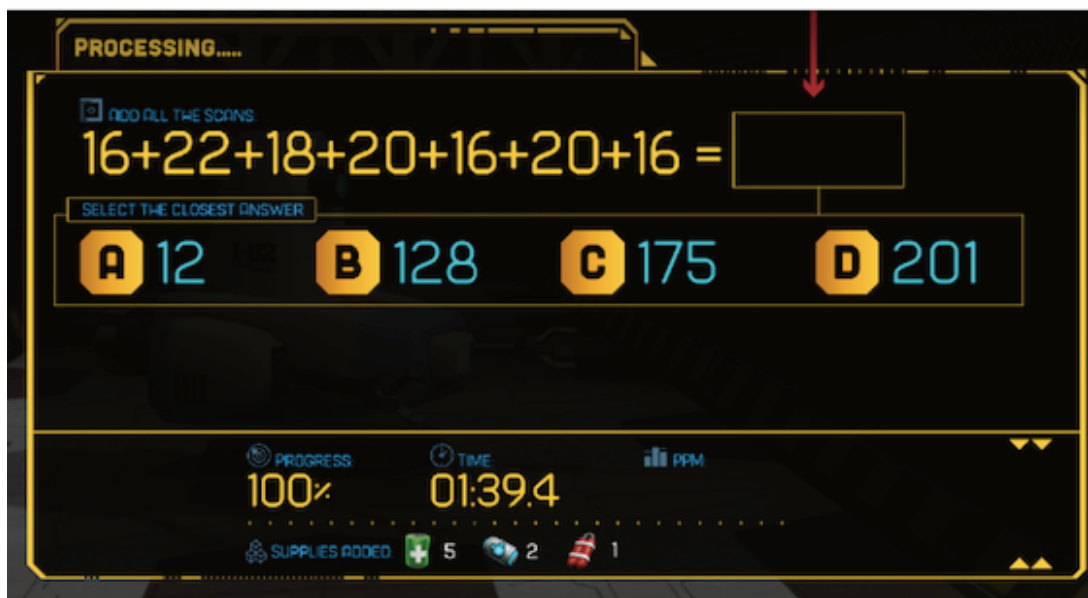 PROCESSING.....
ADD ALL THE SCANS:
16+22+18+20+16+20+16 =
SELECT THE CLOSEST ANSWER
A 12 B 128 C 175 D 201
PROGRESS: TIME: PPM:
100% 01:39.4
SUPPLIES ADDED: 5 2 1